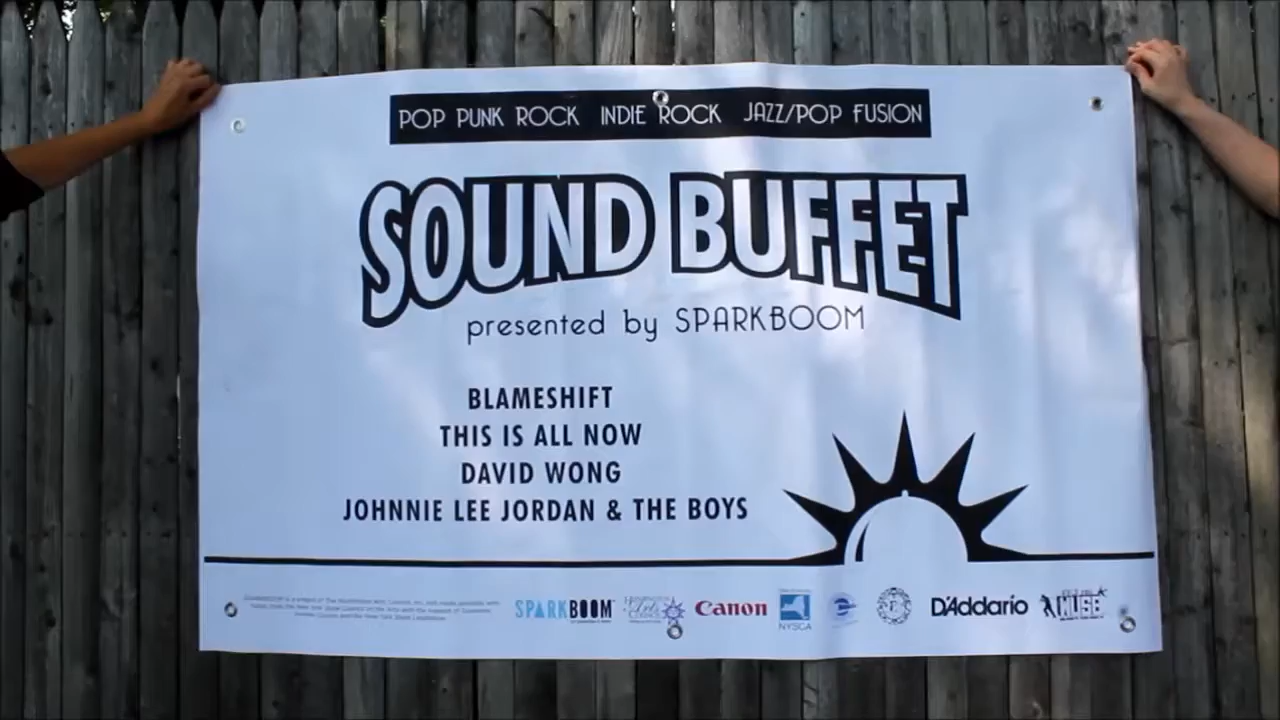 POP PUNK ROCK INDIE ROCK JAZZ/POP FUSION
SOUND BUFFET
presented by SPARKBOOM
BLAMESHIFT
THIS IS ALL NOW
DAVID WONG
JOHNNIE LEE JORDAN & THE BOYS
SPARKBOOM
Canon
NYSCA
D'Addario
MUSE